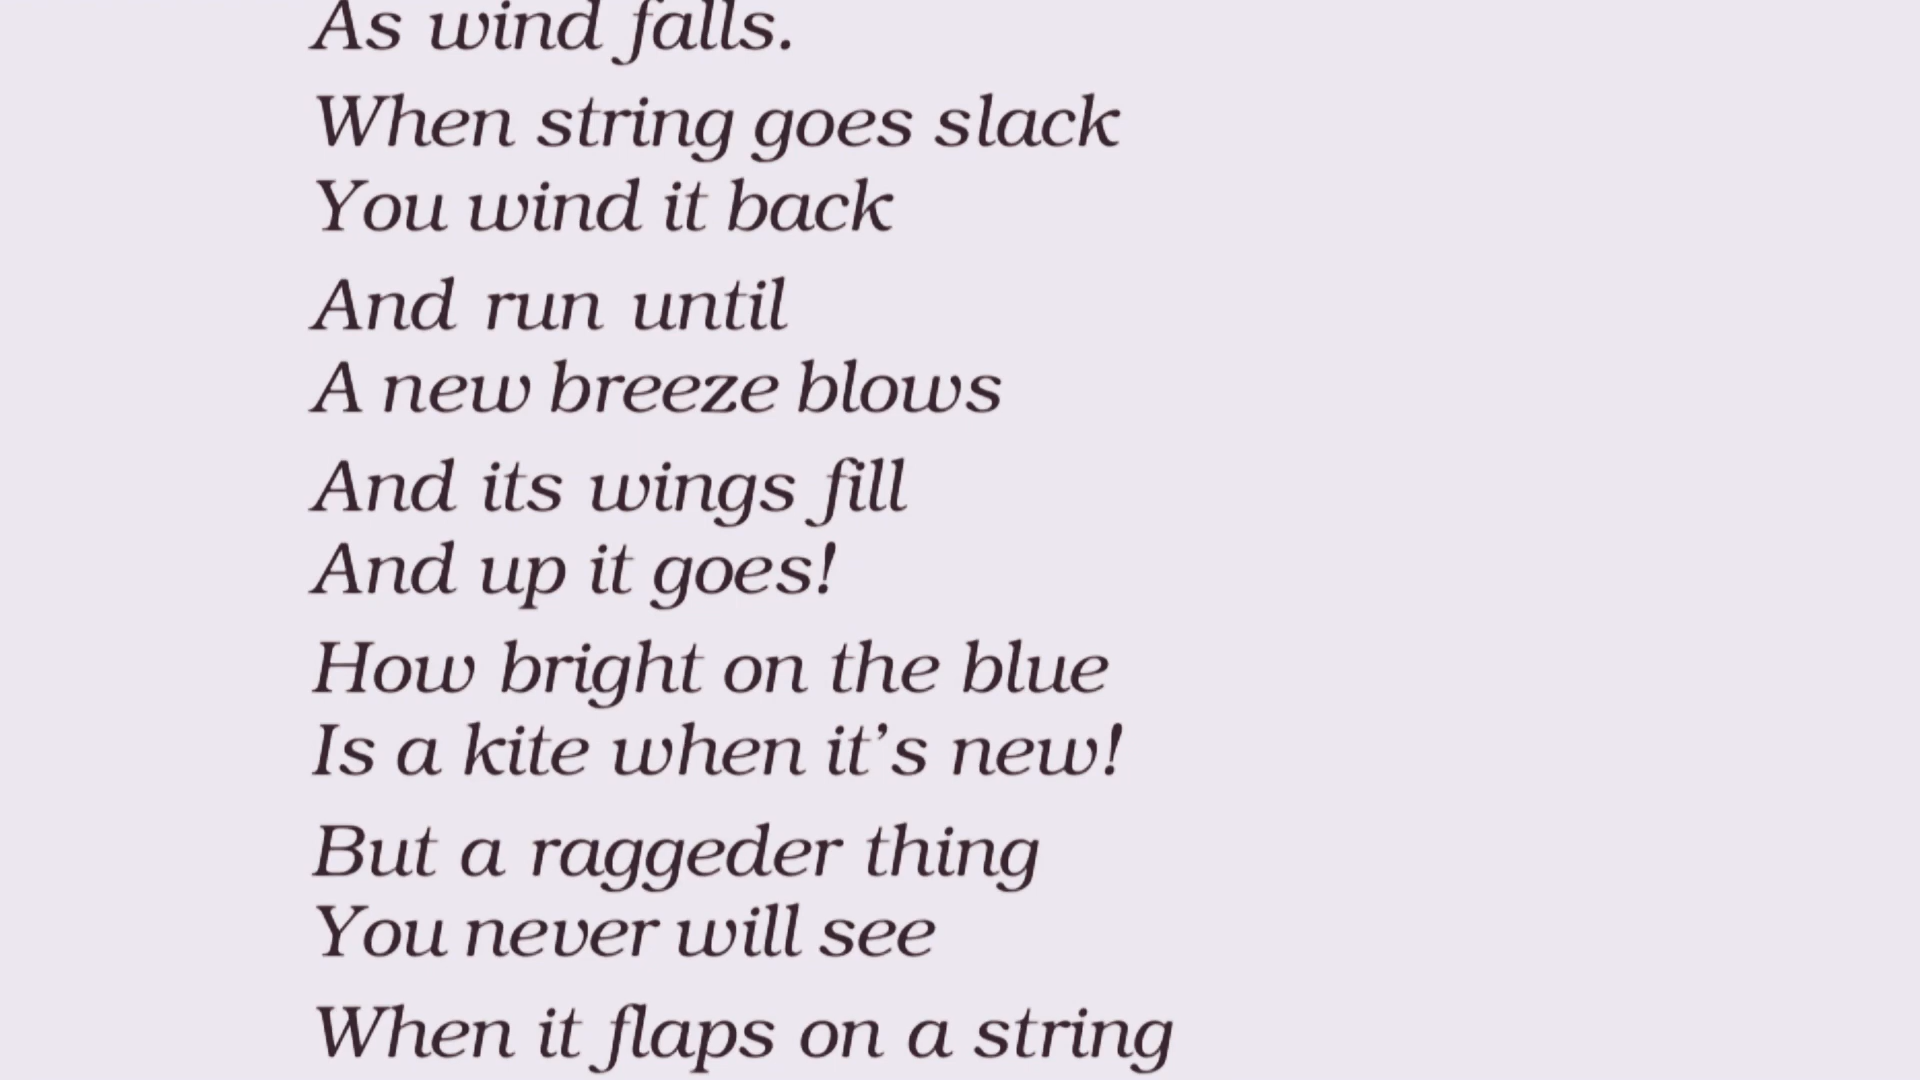 As wind falls.
When string goes slack
You wind it back
And run until
A new breeze blows
And its wings fill
And up it goes!
How bright on the blue
Is a kite when it’s new!
But a raggeder thing
You never will see
When it flaps on a string